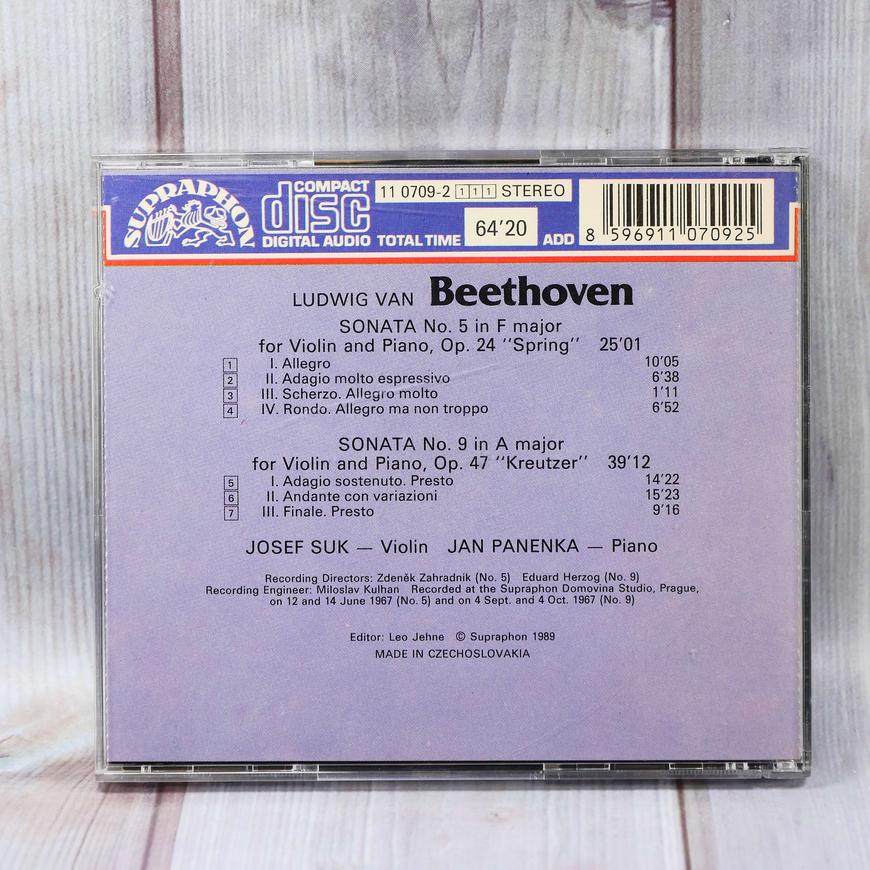 SUPRAPHON
COMPACT
disc
DIGITAL AUDIO
11 0709-2 1 1 1 STEREO
TOTAL TIME 64'20 ADD
8 596911 070925
LUDWIG VAN Beethoven
SONATA No. 5 in F major
for Violin and Piano, Op. 24 ''Spring'' 25'01
1 I. Allegro 10'05
2 II. Adagio molto espressivo 6'38
3 III. Scherzo. Allegro molto 1'11
4 IV. Rondo. Allegro ma non troppo 6'52
SONATA No. 9 in A major
for Violin and Piano, Op. 47 ''Kreutzer'' 39'12
5 I. Adagio sostenuto. Presto 14'22
6 II. Andante con variazioni 15'23
7 III. Finale. Presto 9'16
JOSEF SUK — Violin JAN PANENKA — Piano
Recording Directors: Zdeněk Zahradník (No. 5) Eduard Herzog (No. 9)
Recording Engineer: Miloslav Kulhan Recorded at the Supraphon Domovina Studio, Prague,
on 12 and 14 June 1967 (No. 5) and on 4 Sept. and 4 Oct. 1967 (No. 9)
Editor: Leo Jehne © Supraphon 1989
MADE IN CZECHOSLOVAKIA